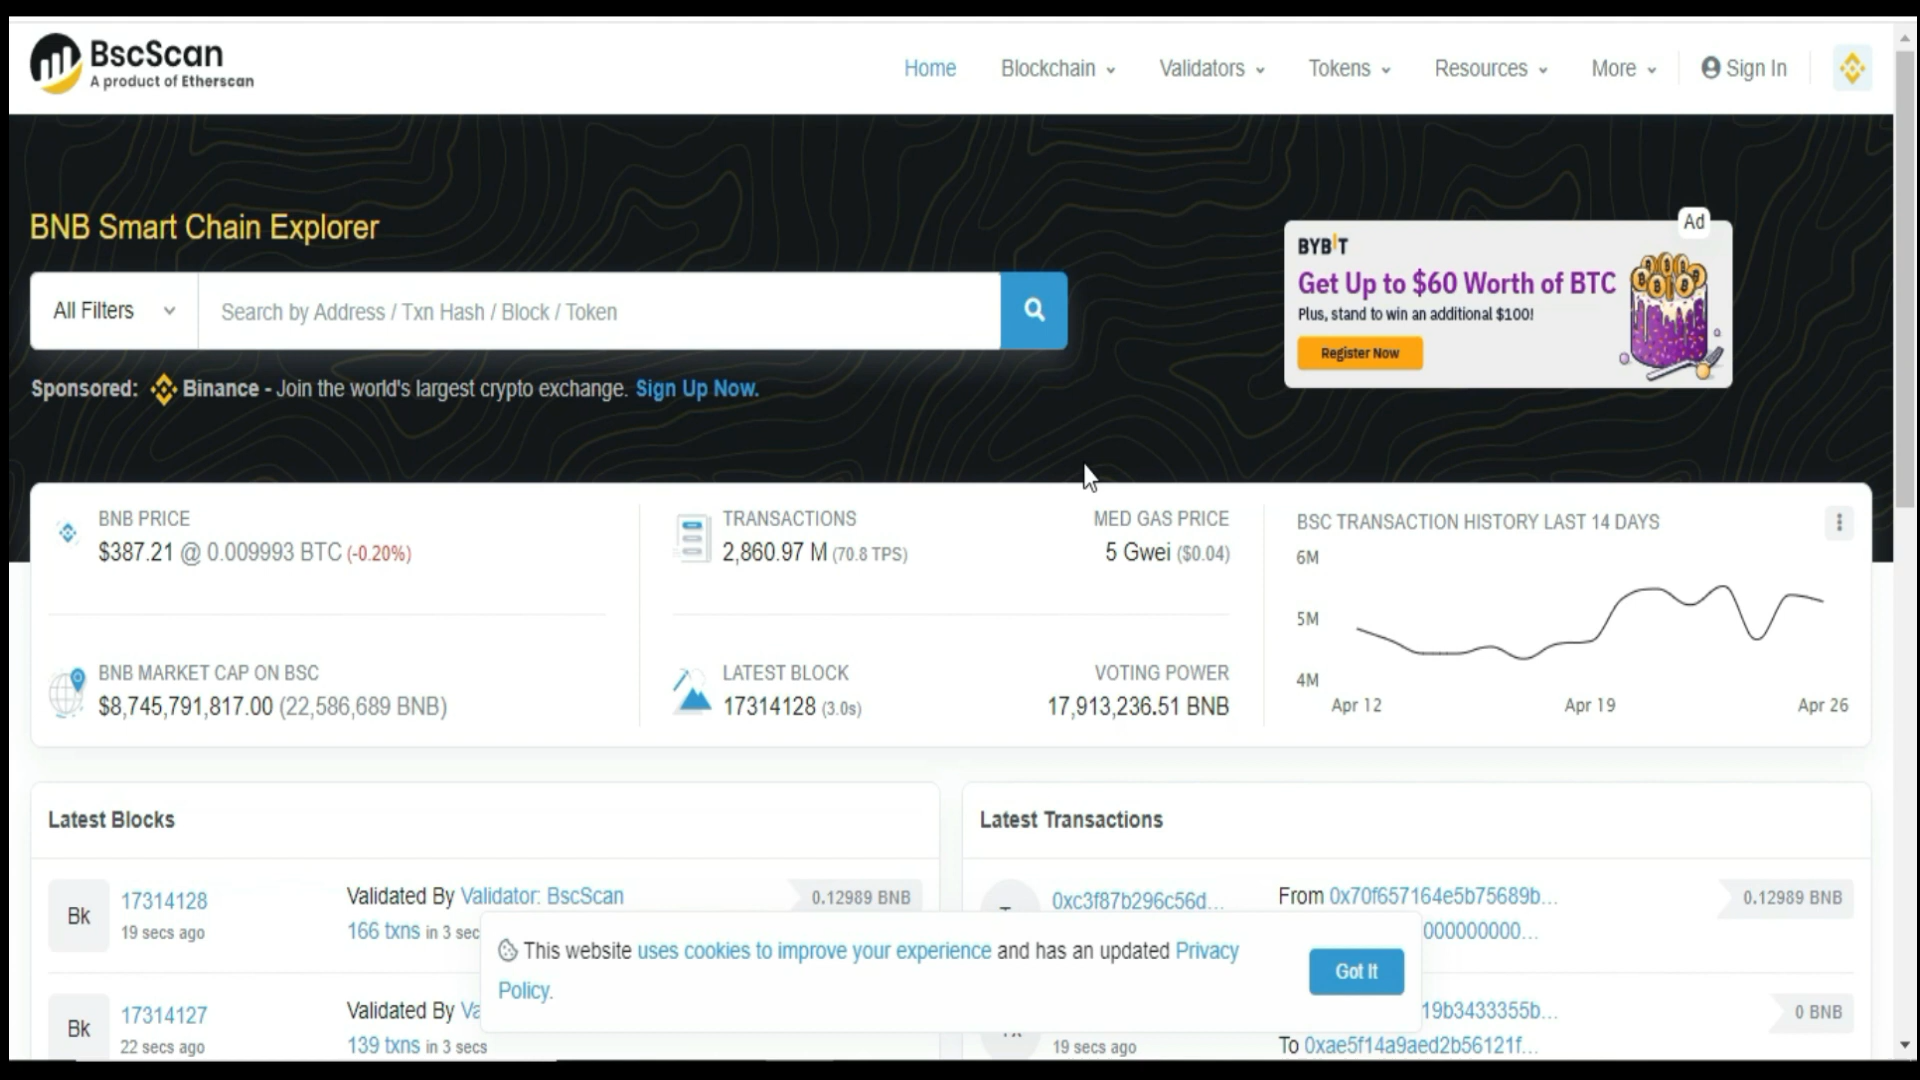 BscScan
A product of Etherscan
Home
Blockchain
Validators
Tokens
Resources
More
Sign In
BNB Smart Chain Explorer
All Filters
Search by Address / Txn Hash / Block / Token
Sponsored: Binance - Join the world's largest crypto exchange. Sign Up Now.
Ad
BYBIT
Get Up to $60 Worth of BTC
Plus, stand to win an additional $100!
Register Now
BNB PRICE
$387.21 @ 0.009993 BTC (-0.20%)
BNB MARKET CAP ON BSC
$8,745,791,817.00 (22,586,689 BNB)
TRANSACTIONS
2,860.97 M (70.8 TPS)
MED GAS PRICE
5 Gwei ($0.04)
LATEST BLOCK
17314128 (3.0s)
VOTING POWER
17,913,236.51 BNB
BSC TRANSACTION HISTORY LAST 14 DAYS
6M
5M
4M
Apr 12
Apr 19
Apr 26
Latest Blocks
Bk
17314128
19 secs ago
Validated By Validator: BscScan
166 txns in 3 sec
0.12989 BNB
Bk
17314127
22 secs ago
Validated By Va
139 txns in 3 secs
Latest Transactions
0xc3f87b296c56d...
From 0x70f657164e5b75689b...
000000000...
0.12989 BNB
19b3433355b...
19 secs ago
To 0xae5f14a9aed2b56121f...
0 BNB
This website uses cookies to improve your experience and has an updated Privacy
Policy.
Got It